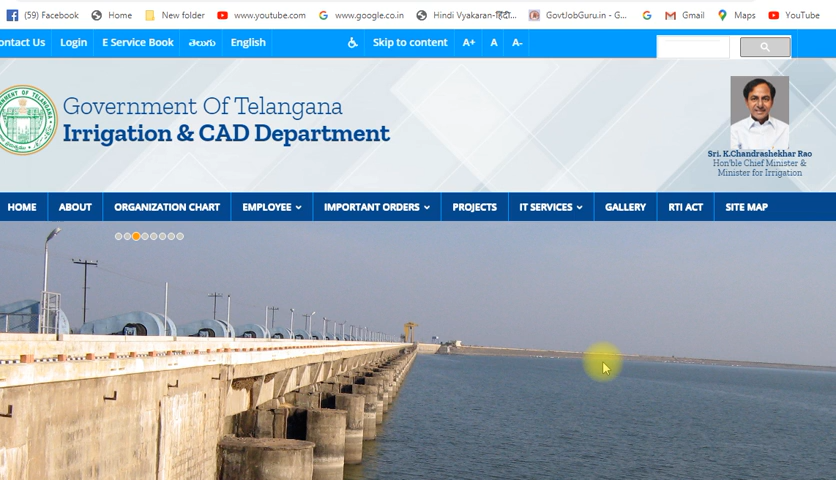 (59) Facebook Home New folder www.youtube.com www.google.co.in Hindi Vyakaran-हिंदी... GovtJobGuru.in - G... Gmail Maps YouTube
ontact Us Login E Service Book తెలుగు English Skip to content A+ A A-
Government Of Telangana
Irrigation & CAD Department
Sri. K.Chandrashekhar Rao
Hon'ble Chief Minister &
Minister for Irrigation
HOME ABOUT ORGANIZATION CHART EMPLOYEE IMPORTANT ORDERS PROJECTS IT SERVICES GALLERY RTI ACT SITE MAP